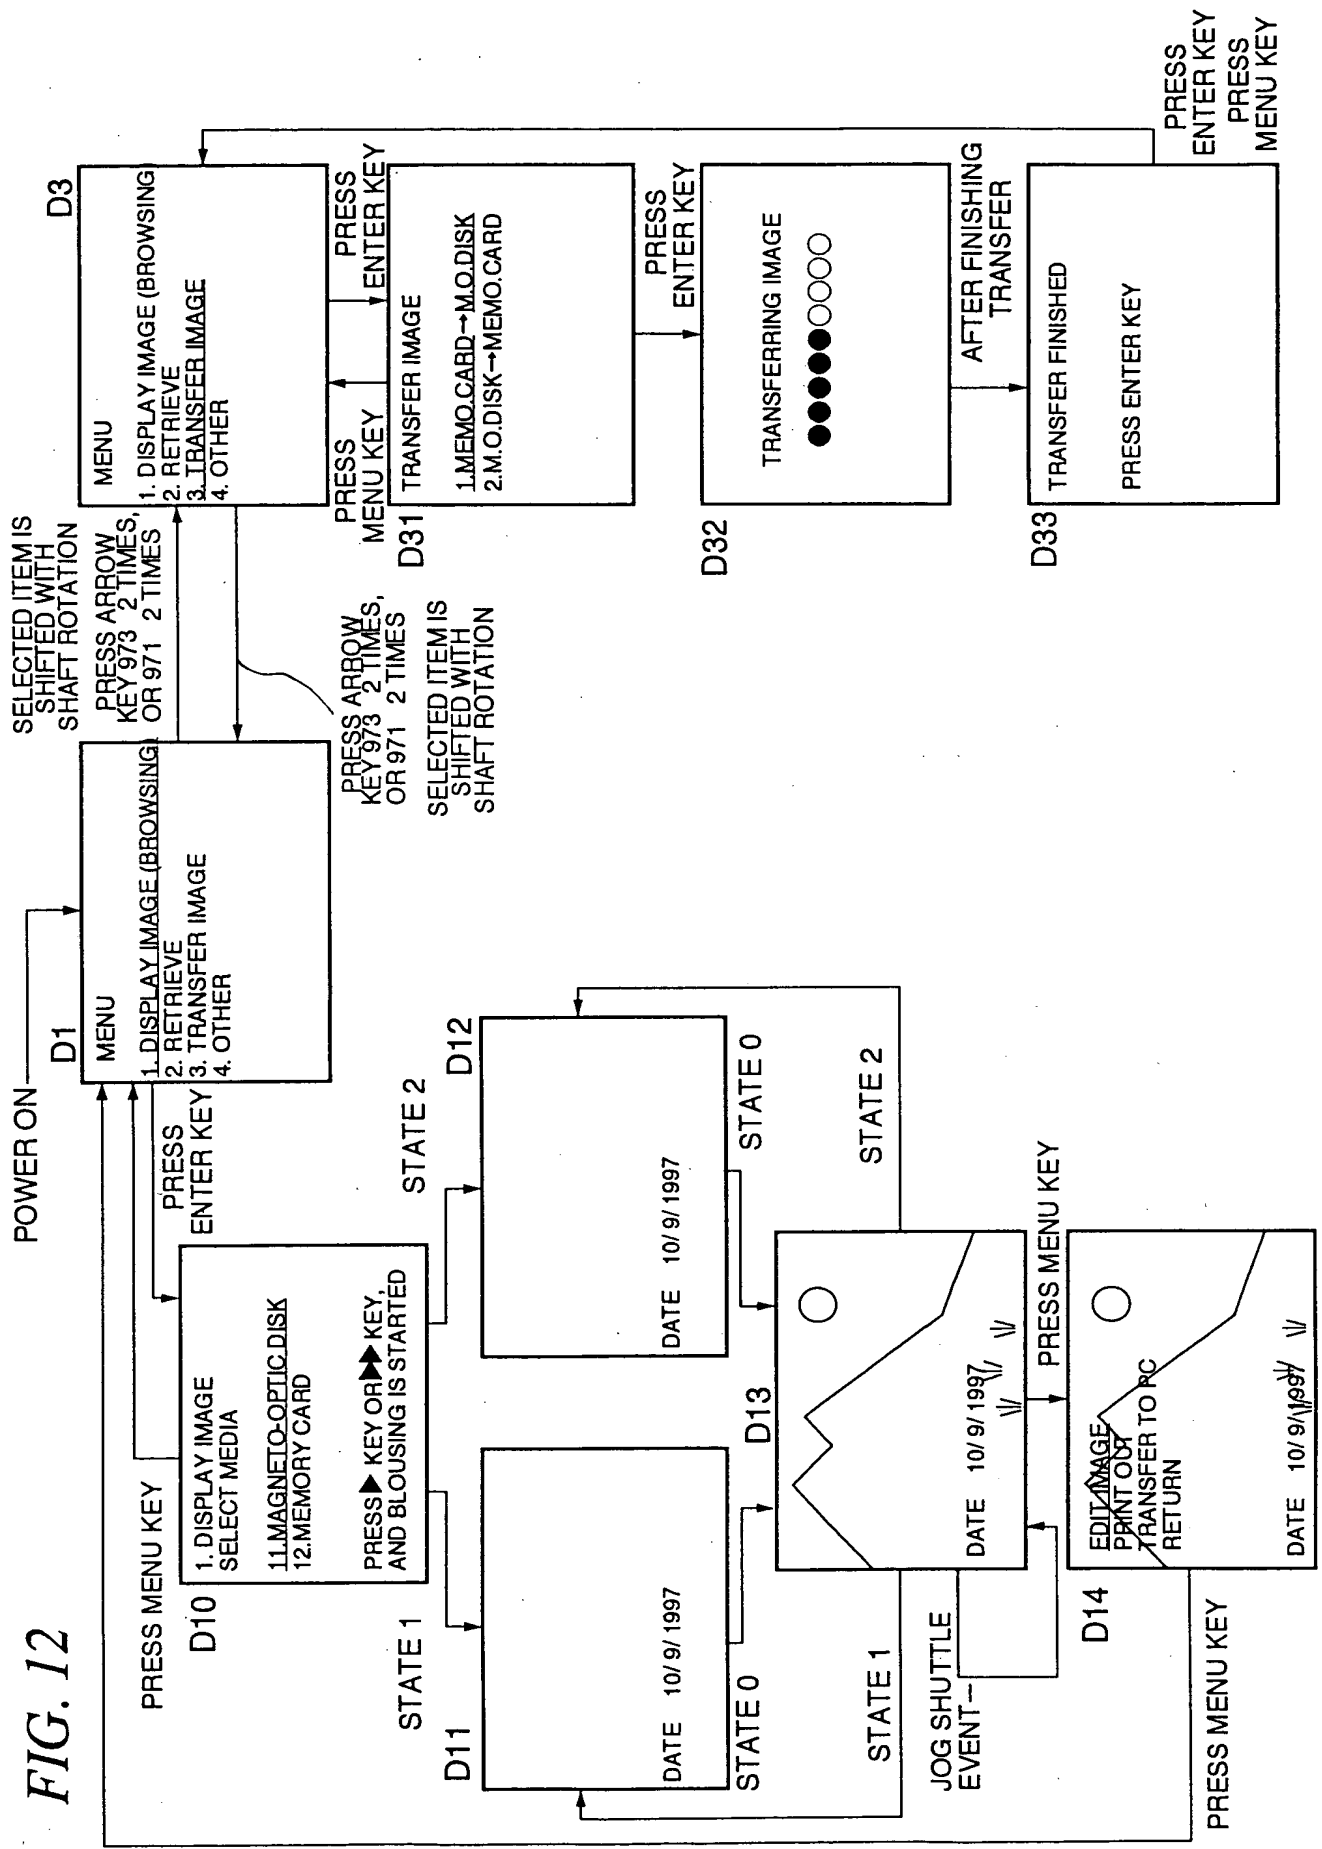 FIG. 12
POWER ON
D1
MENU
1. DISPLAY IMAGE (BROWSING)
2. RETRIEVE
3. TRANSFER IMAGE
4. OTHER
SELECTED ITEM IS
SHIFTED WITH
SHAFT ROTATION
PRESS ARROW
KEY 973 2 TIMES,
OR 971 2 TIMES
PRESS ARROW
KEY 973 2 TIMES,
OR 971 2 TIMES
SELECTED ITEM IS
SHIFTED WITH
SHAFT ROTATION
D3
MENU
1. DISPLAY IMAGE (BROWSING
2. RETRIEVE
3. TRANSFER IMAGE
4. OTHER
PRESS
MENU KEY
PRESS
ENTER KEY
D31
TRANSFER IMAGE
1.MEMO.CARD→M.O.DISK
2.M.O.DISK→MEMO.CARD
PRESS
ENTER KEY
D32
TRANSFERRING IMAGE
AFTER FINISHING
TRANSFER
D33
TRANSFER FINISHED
PRESS ENTER KEY
PRESS
ENTER KEY
PRESS
MENU KEY
PRESS MENU KEY
PRESS
ENTER KEY
D10
1. DISPLAY IMAGE
SELECT MEDIA
11.MAGNETO-OPTIC DISK
12.MEMORY CARD
PRESS▶ KEY OR▶▶KEY,
AND BLOUSING IS STARTED
STATE 1
STATE 2
D11
DATE 10/9/1997
STATE 0
D12
DATE 10/9/1997
STATE 0
D13
DATE 10/9/1997
STATE 1
STATE 2
JOG SHUTTLE
EVENT
PRESS MENU KEY
D14
EDIT IMAGE
PRINT OUT
TRANSFER TO PC
RETURN
DATE 10/9/1997
PRESS MENU KEY